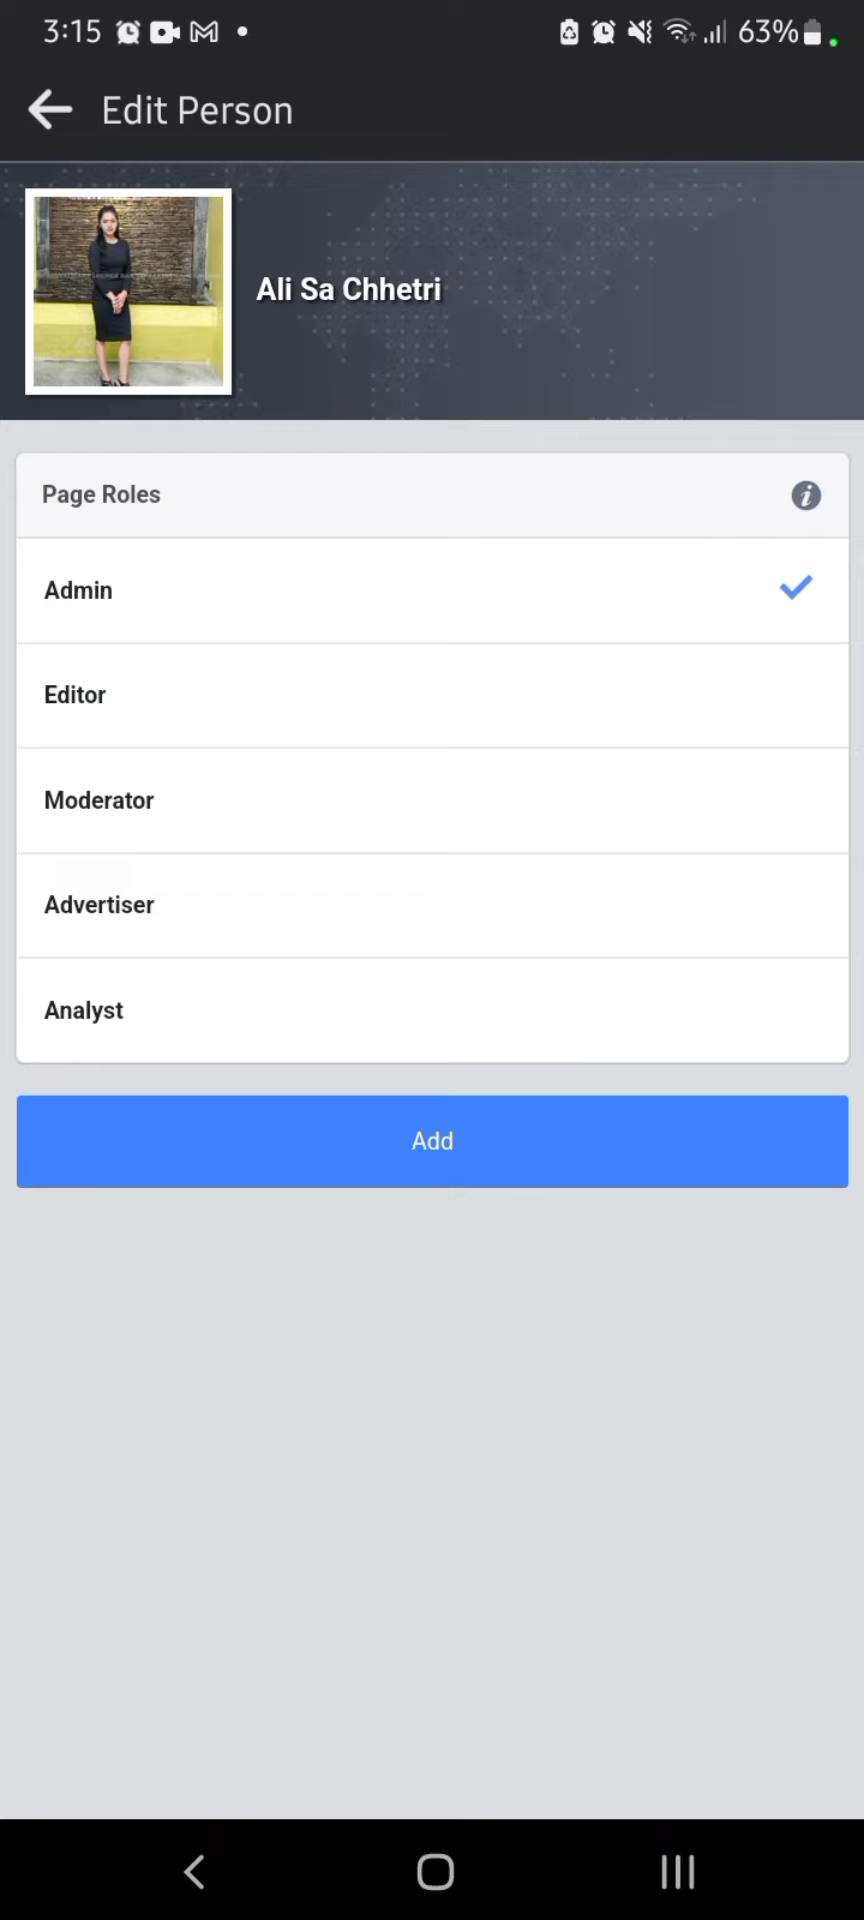 3:15 63%
Edit Person
Ali Sa Chhetri
Page Roles
Admin
Editor
Moderator
Advertiser
Analyst
Add